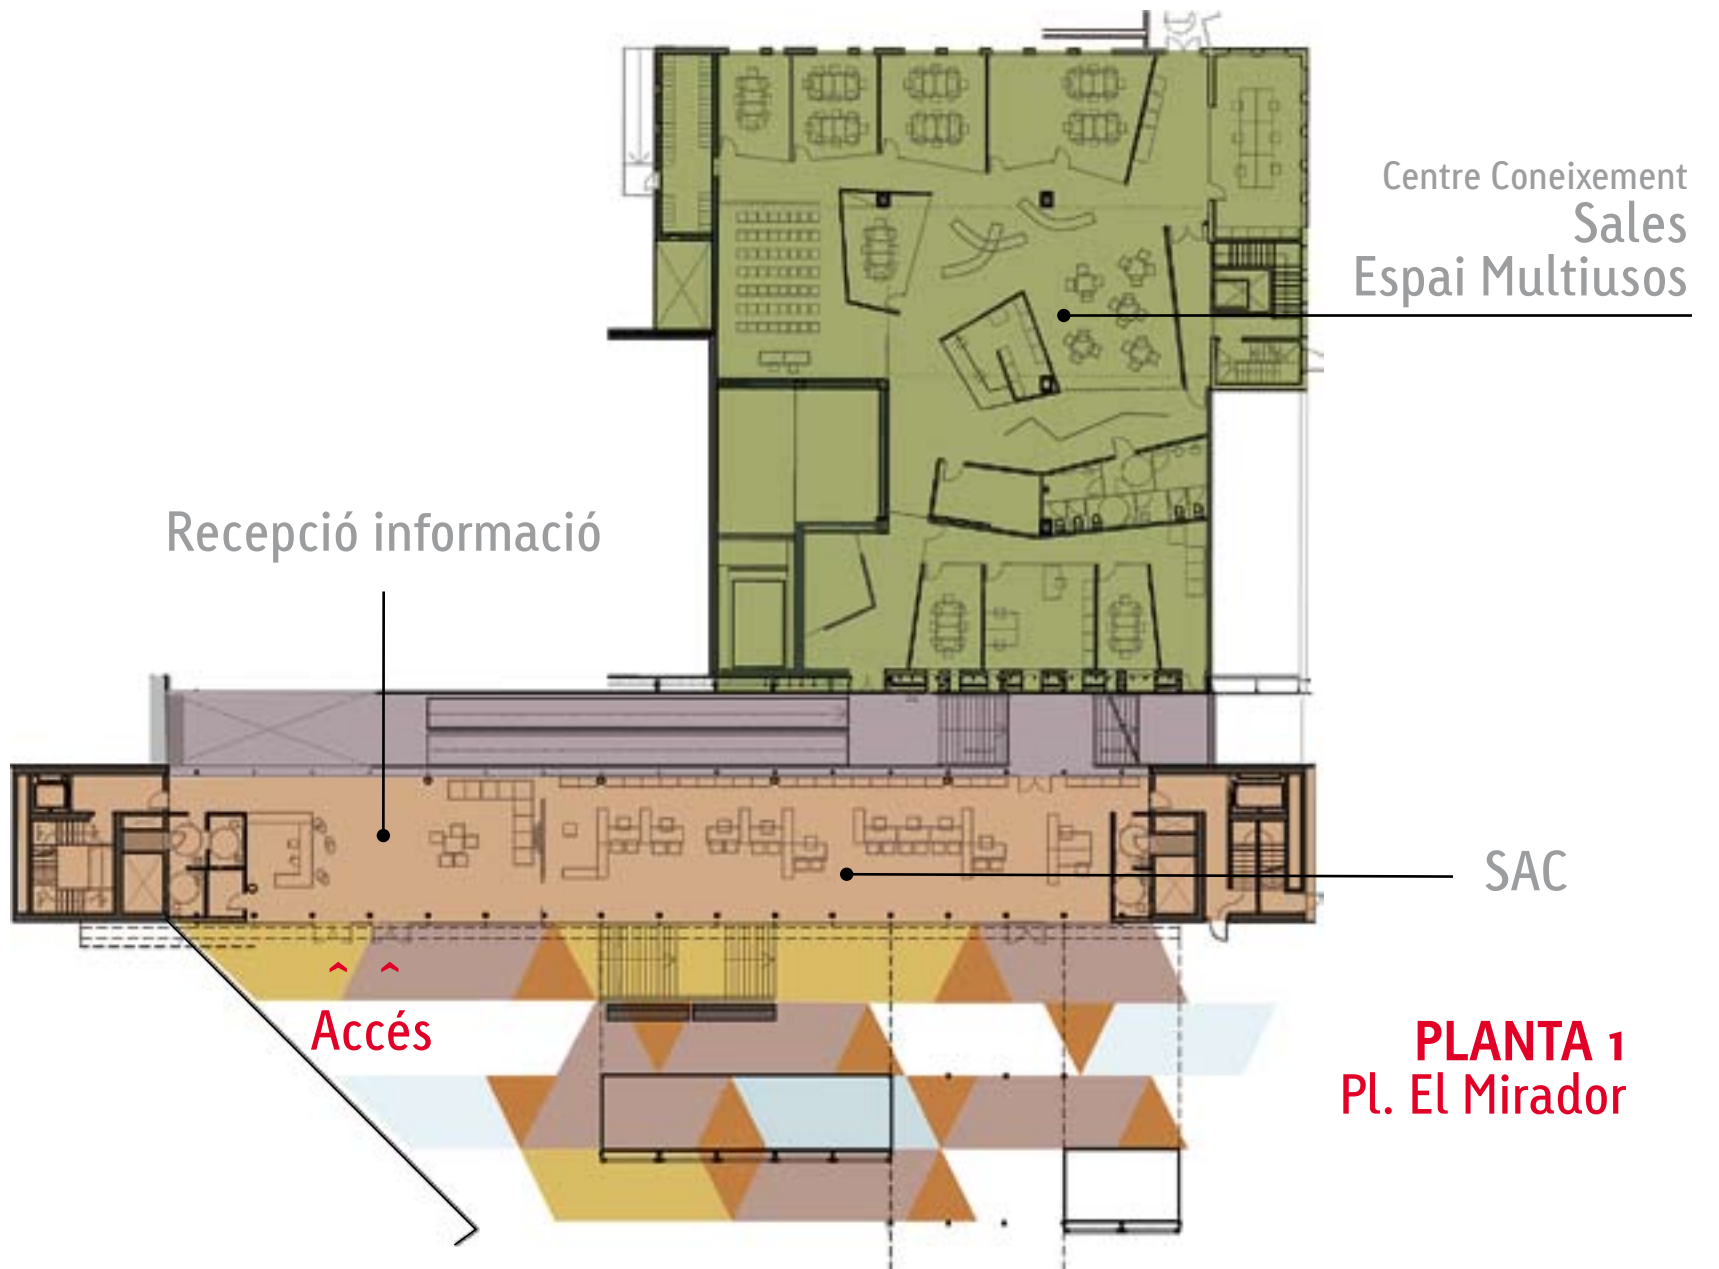 Centre Coneixement
Sales
Espai Multiusos
Recepció informació
SAC
Accés
PLANTA 1
Pl. El Mirador